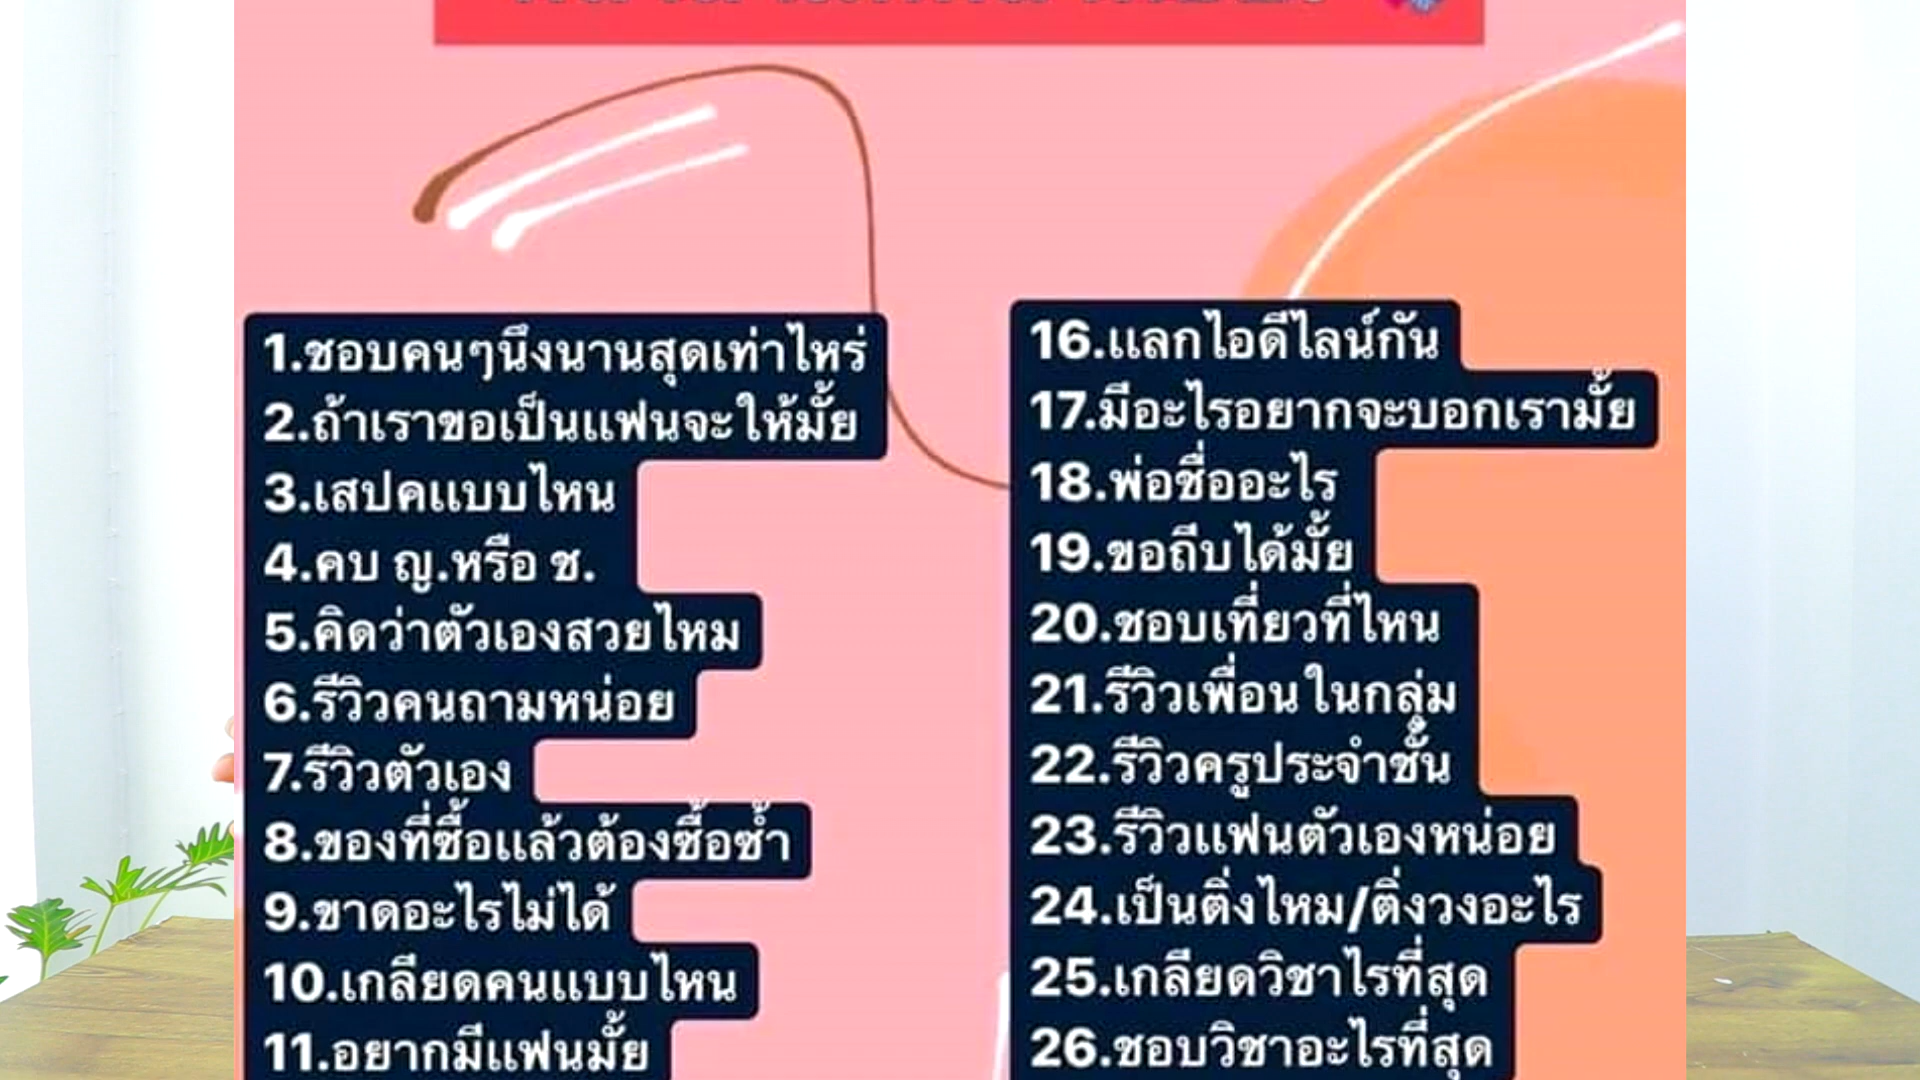 1.ชอบคนๆนึงนานสุดเท่าไหร่
2.ถ้าเราขอเป็นแฟนจะให้มั้ย
3.เสปคแบบไหน
4.คบ ญ.หรือ ช.
5.คิดว่าตัวเองสวยไหม
6.รีวิวคนถามหน่อย
7.รีวิวตัวเอง
8.ของที่ซื้อแล้วต้องซื้อซ้ำ
9.ขาดอะไรไม่ได้
10.เกลียดคนแบบไหน
11.อยากมีแฟนมั้ย
16.แลกไอดีไลน์กัน
17.มีอะไรอยากจะบอกเรามั้ย
18.พ่อชื่ออะไร
19.ขอถีบได้มั้ย
20.ชอบเที่ยวที่ไหน
21.รีวิวเพื่อนในกลุ่ม
22.รีวิวครูประจำชั้น
23.รีวิวแฟนตัวเองหน่อย
24.เป็นติ่งไหม/ติ่งวงอะไร
25.เกลียดวิชาไรที่สุด
26.ชอบวิชาอะไรที่สุด